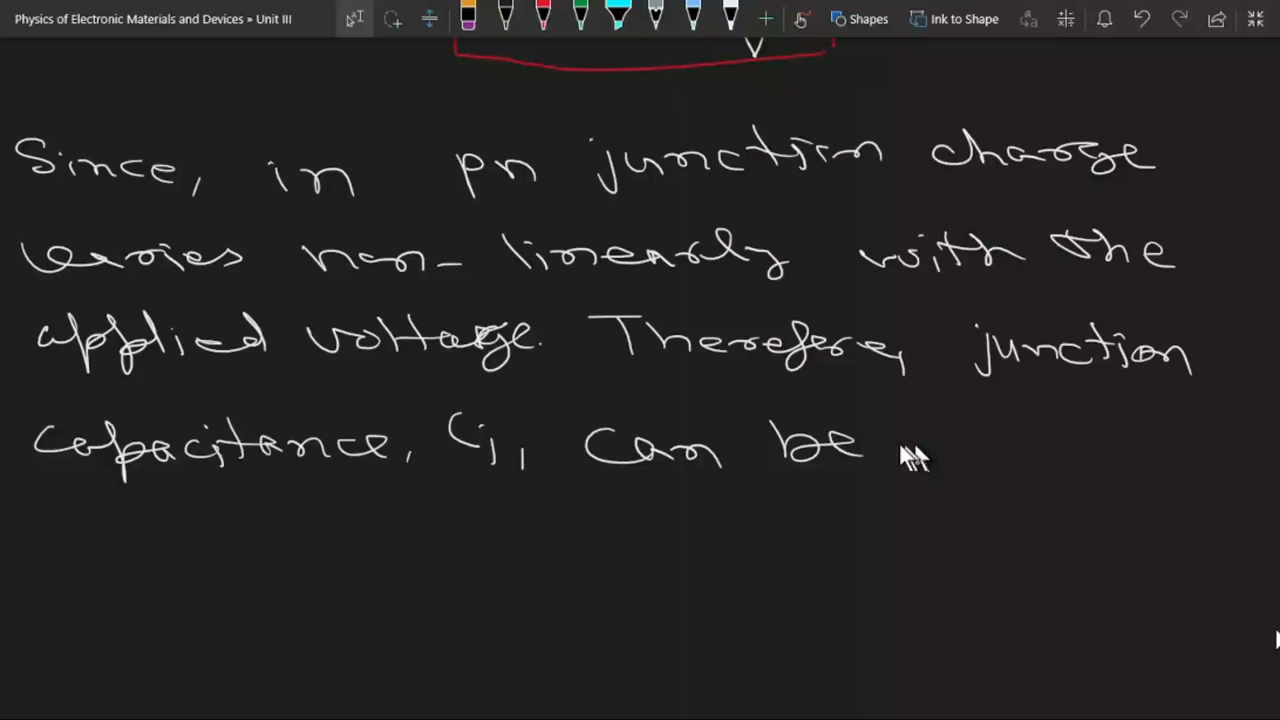 Physics of Electronic Materials and Devices » Unit III
Shapes
Ink to Shape
V
Since, in pn junction charge
varies non-linearly with the
applied voltage. Therefore, junction
capacitance, Cj, can be